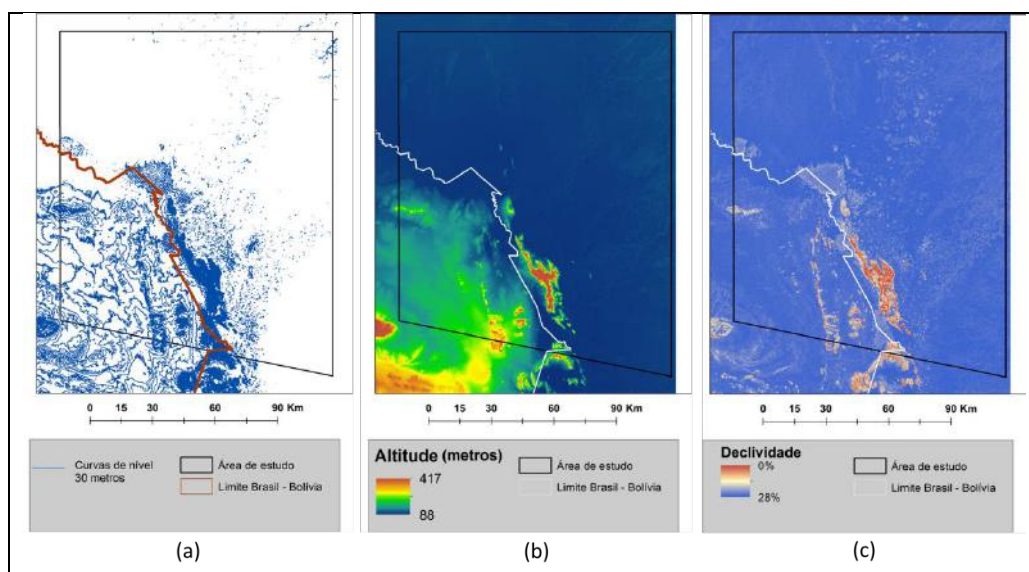 0 15 30 60 90 Km
Curvas de nível
30 metros
Área de estudo
Limite Brasil - Bolívia
(a)
0 15 30 60 90 Km
Altitude (metros)
417
88
Área de estudo
Limite Brasil - Bolívia
(b)
0 15 30 60 90 Km
Declividade
0%
28%
Área de estudo
Limite Brasil - Bolívia
(c)